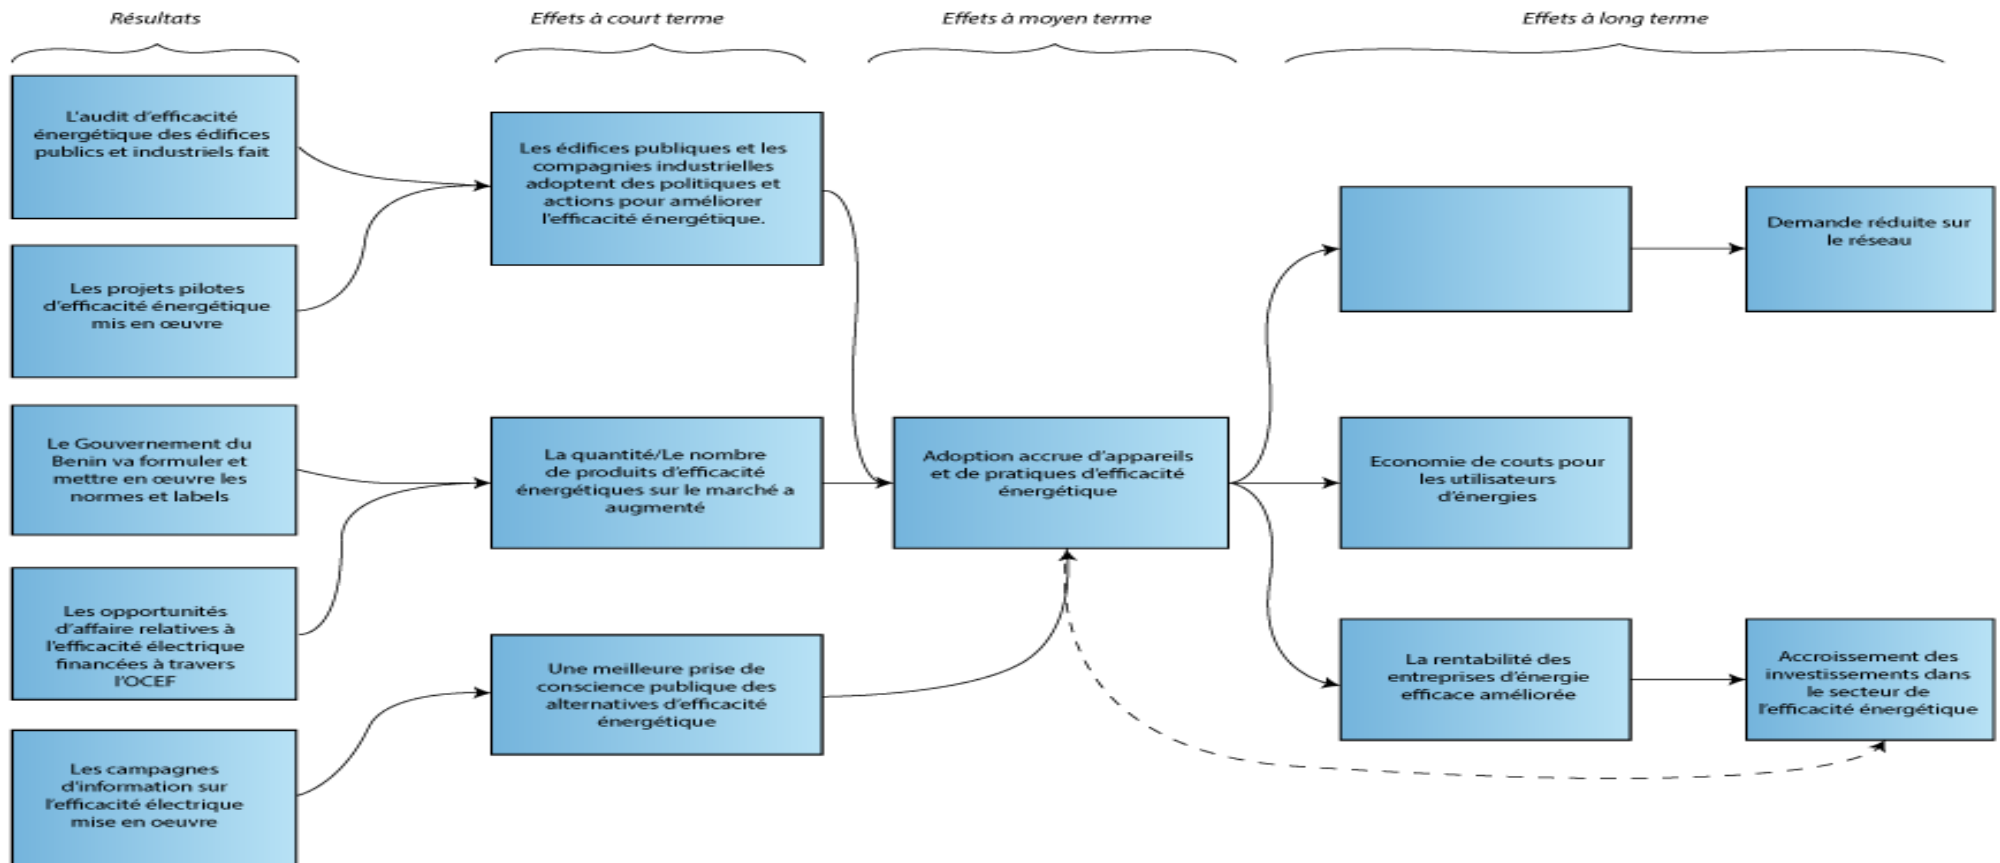 Résultats
Effets à court terme
Effets à moyen terme
Effets à long terme
L'audit d'efficacité
énergétique des édifices
publics et industriels fait
Les projets pilotes
d'efficacité énergétique
mis en œuvre
Le Gouvernement du
Benin va formuler et
mettre en œuvre les
normes et labels
Les opportunités
d'affaire relatives à
l'efficacité électrique
financées à travers
l'OCEF
Les campagnes
d'information sur
l'efficacité électrique
mise en oeuvre
Les édifices publiques et les
compagnies industrielles
adoptent des politiques et
actions pour améliorer
l'efficacité énergétique.
La quantité/Le nombre
de produits d'efficacité
énergétiques sur le marché a
augmenté
Une meilleure prise de
conscience publique des
alternatives d'efficacité
énergétique
Adoption accrue d'appareils
et de pratiques d'efficacité
énergétique
Demande réduite sur
le réseau
Economie de couts pour
les utilisateurs
d'énergies
La rentabilité des
entreprises d'énergie
efficace améliorée
Accroissement des
investissements dans
le secteur de
l'efficacité énergétique